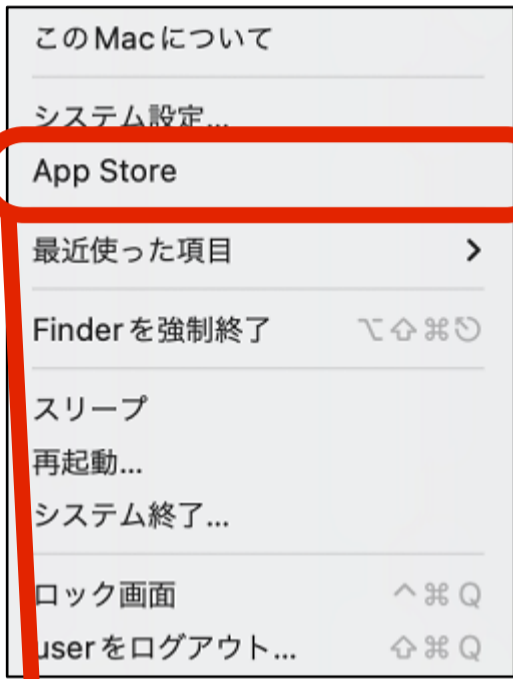 このMacについて
システム設定...
App Store
最近使った項目 >
Finderを強制終了 ⌥⇧⌘⎋
スリープ
再起動...
システム終了...
ロック画面 ^⌘Q
userをログアウト... ⇧⌘Q